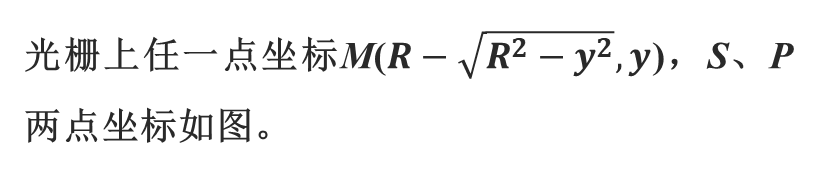 光栅上任一点坐标M(R − √(R² − y²), y)，S、P
两点坐标如图。